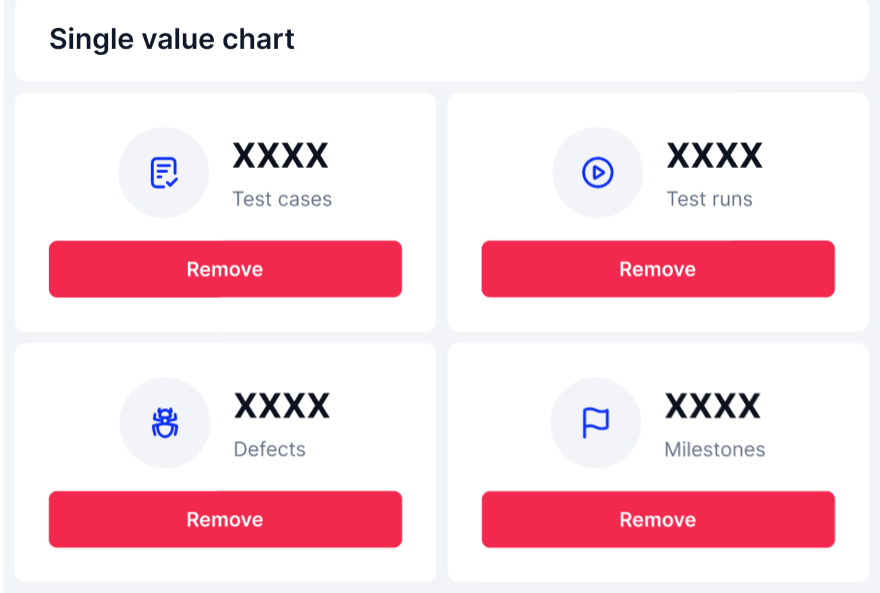 Single value chart
XXXX
Test cases
Remove
XXXX
Test runs
Remove
XXXX
Defects
Remove
XXXX
Milestones
Remove